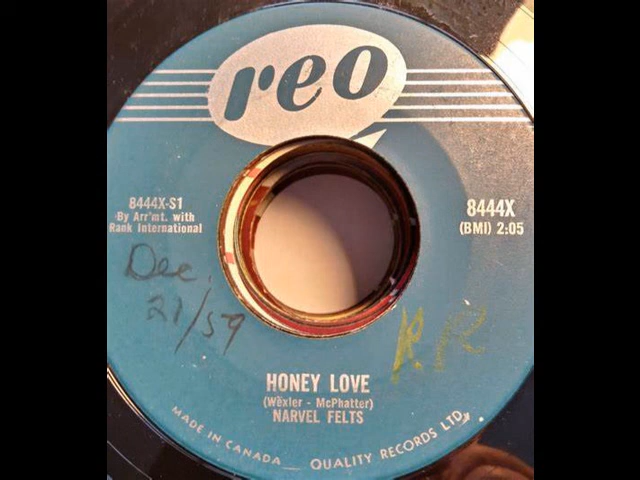 reo
8444X-S1
By Arr'mt. with
Rank International
8444X
(BMI) 2:05
Dec.
21/59
HONEY LOVE
(Wexler - McPhatter)
NARVEL FELTS
MADE IN CANADA_ QUALITY RECORDS LTD.